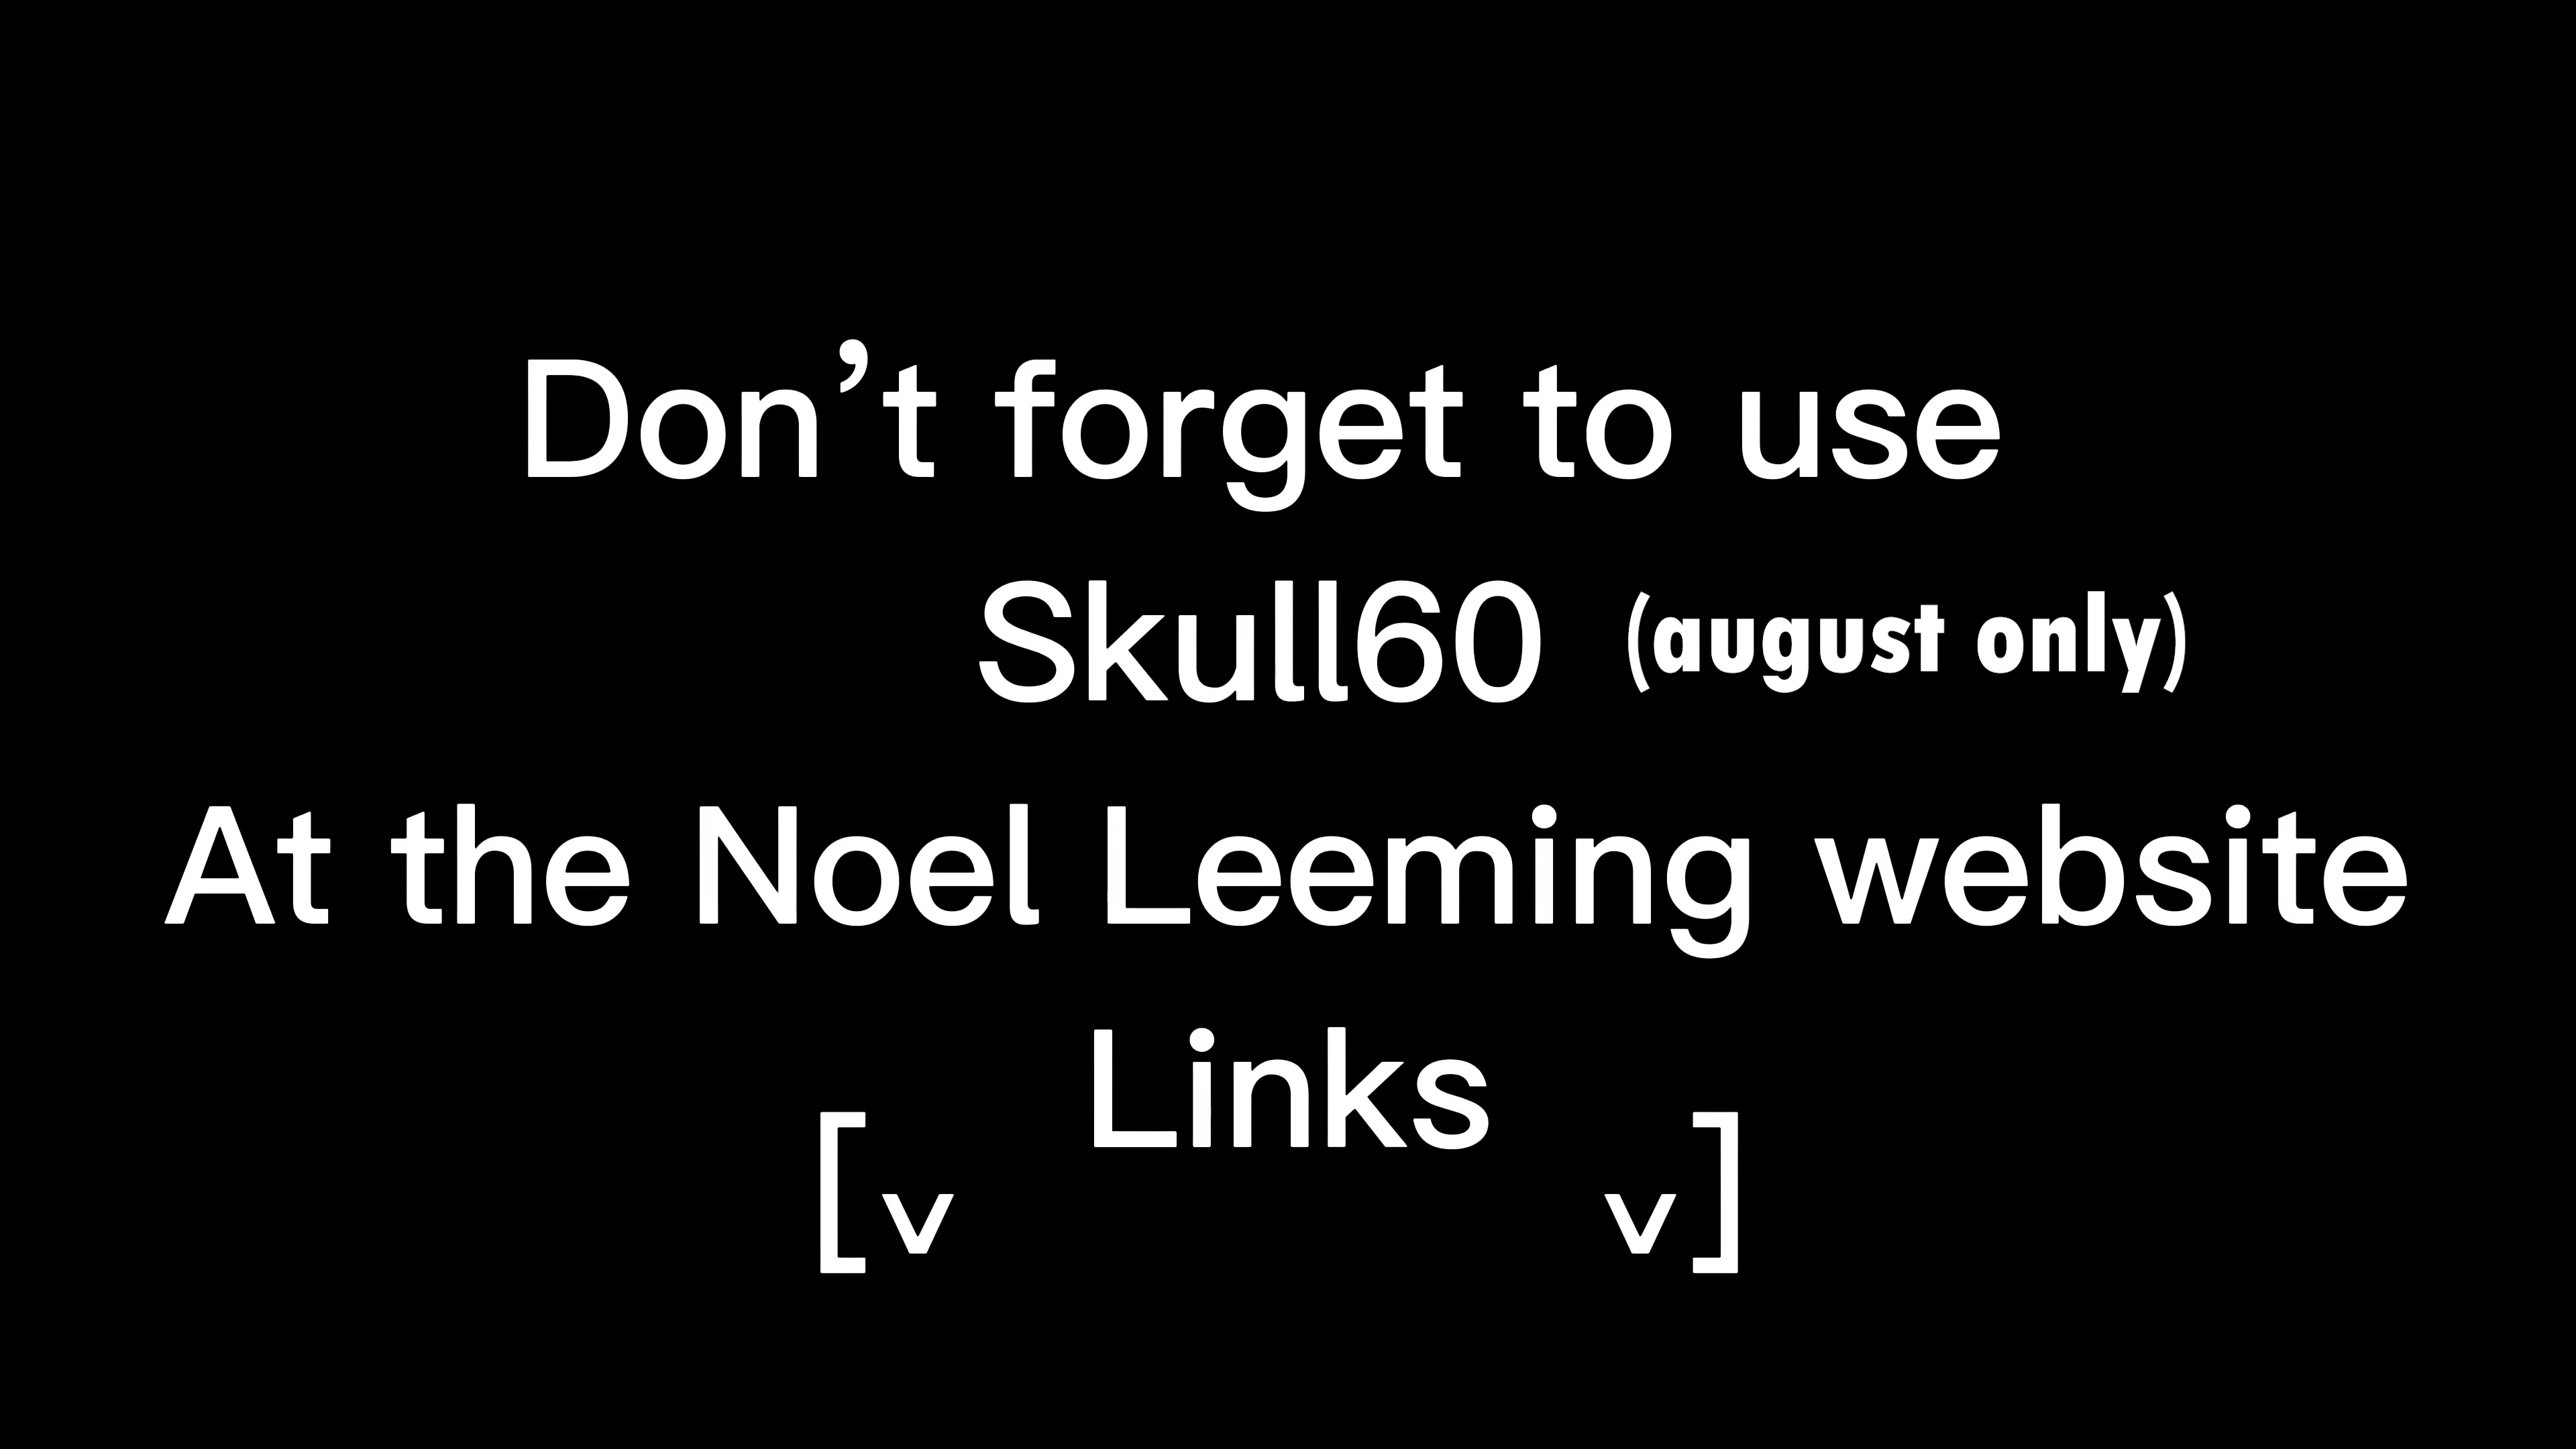 Don’t forget to use
Skull60 (august only)
At the Noel Leeming website
Links
[v v]